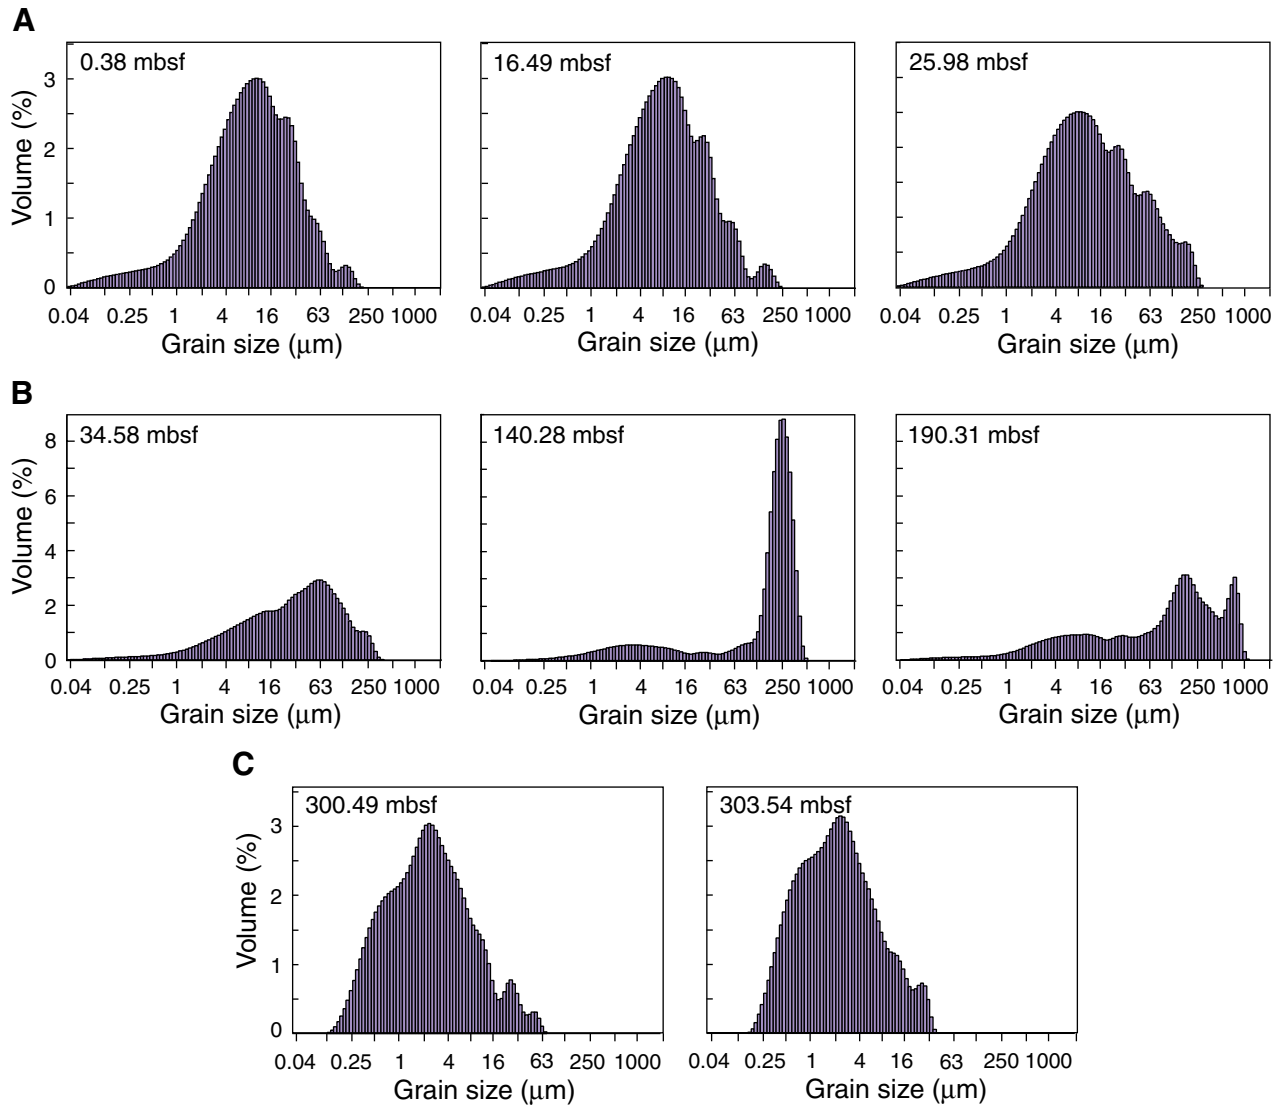 A
0.38 mbsf
16.49 mbsf
25.98 mbsf
Volume (%)
3
2
1
0
0.04 0.25 1 4 16 63 250 1000
0.04 0.25 1 4 16 63 250 1000
0.04 0.25 1 4 16 63 250 1000
Grain size (μm)
Grain size (μm)
Grain size (μm)
B
34.58 mbsf
140.28 mbsf
190.31 mbsf
Volume (%)
8
6
4
2
0
0.04 0.25 1 4 16 63 250 1000
0.04 0.25 1 4 16 63 250 1000
0.04 0.25 1 4 16 63 250 1000
Grain size (μm)
Grain size (μm)
Grain size (μm)
C
300.49 mbsf
303.54 mbsf
Volume (%)
3
2
1
0
0.04 0.25 1 4 16 63 250 1000
0.04 0.25 1 4 16 63 250 1000
Grain size (μm)
Grain size (μm)